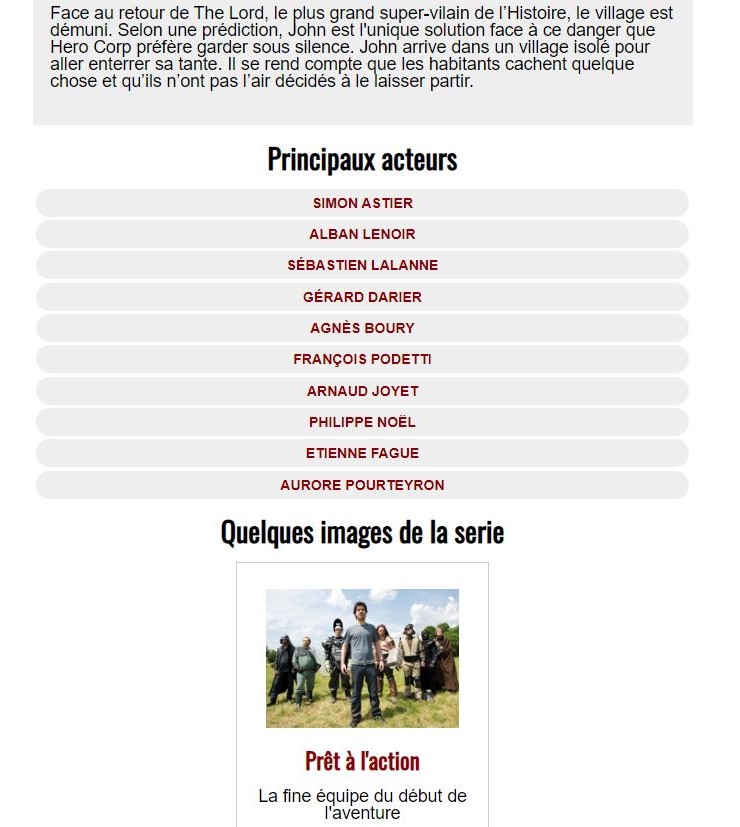 Face au retour de The Lord, le plus grand super-vilain de l’Histoire, le village est
démuni. Selon une prédiction, John est l'unique solution face à ce danger que
Hero Corp préfère garder sous silence. John arrive dans un village isolé pour
aller enterrer sa tante. Il se rend compte que les habitants cachent quelque
chose et qu’ils n’ont pas l’air décidés à le laisser partir.
Principaux acteurs
SIMON ASTIER
ALBAN LENOIR
SÉBASTIEN LALANNE
GÉRARD DARIER
AGNÈS BOURY
FRANÇOIS PODETTI
ARNAUD JOYET
PHILIPPE NOËL
ETIENNE FAGUE
AURORE POURTEYRON
Quelques images de la serie
Prêt à l'action
La fine équipe du début de
l'aventure